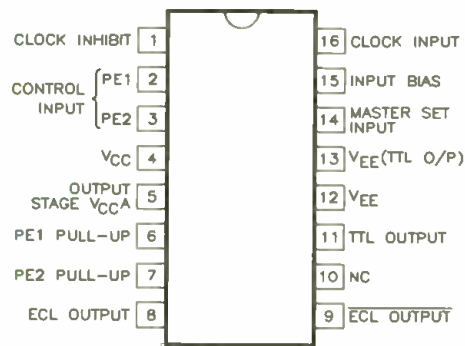 CLOCK INHIBIT 1
CONTROL INPUT
PE1 2
PE2 3
VCC 4
OUTPUT
STAGE VCCA 5
PE1 PULL-UP 6
PE2 PULL-UP 7
ECL OUTPUT 8
16 CLOCK INPUT
15 INPUT BIAS
14 MASTER SET
INPUT
13 VEE(TTL O/P)
12 VEE
11 TTL OUTPUT
10 NC
9 ECL OUTPUT